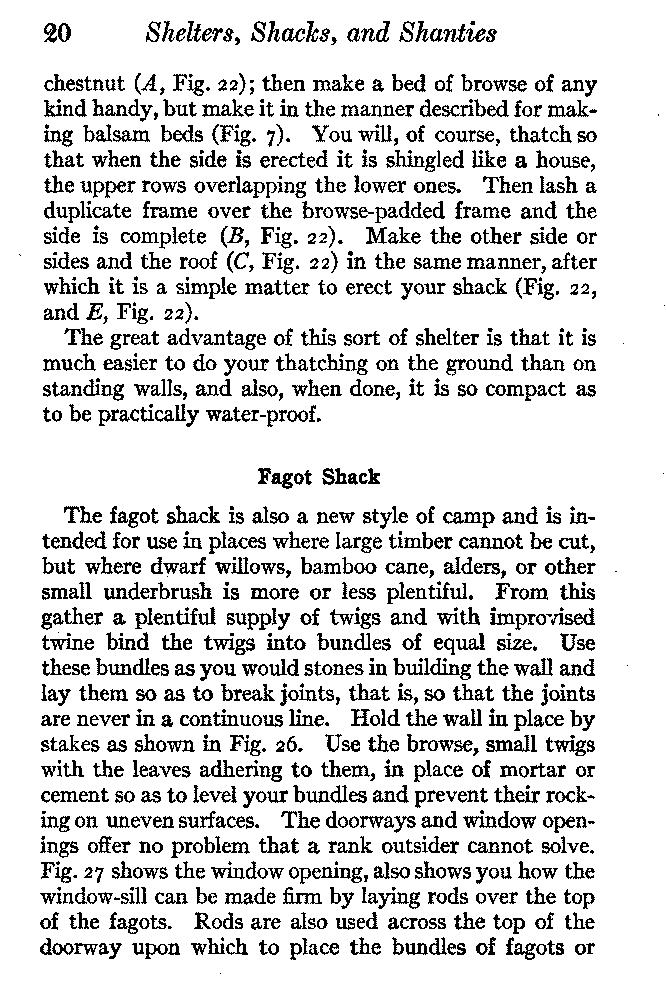 20 Shelters, Shacks, and Shanties
chestnut (A, Fig. 22); then make a bed of browse of any
kind handy, but make it in the manner described for mak-
ing balsam beds (Fig. 7). You will, of course, thatch so
that when the side is erected it is shingled like a house,
the upper rows overlapping the lower ones. Then lash a
duplicate frame over the browse-padded frame and the
side is complete (B, Fig. 22). Make the other side or
sides and the roof (C, Fig. 22) in the same manner, after
which it is a simple matter to erect your shack (Fig. 22,
and E, Fig. 22).
The great advantage of this sort of shelter is that it is
much easier to do your thatching on the ground than on
standing walls, and also, when done, it is so compact as
to be practically water-proof.
Fagot Shack
The fagot shack is also a new style of camp and is in-
tended for use in places where large timber cannot be cut,
but where dwarf willows, bamboo cane, alders, or other
small underbrush is more or less plentiful. From this
gather a plentiful supply of twigs and with improvised
twine bind the twigs into bundles of equal size. Use
these bundles as you would stones in building the wall and
lay them so as to break joints, that is, so that the joints
are never in a continuous line. Hold the wall in place by
stakes as shown in Fig. 26. Use the browse, small twigs
with the leaves adhering to them, in place of mortar or
cement so as to level your bundles and prevent their rock-
ing on uneven surfaces. The doorways and window open-
ings offer no problem that a rank outsider cannot solve.
Fig. 27 shows the window opening, also shows you how the
window-sill can be made firm by laying rods over the top
of the fagots. Rods are also used across the top of the
doorway upon which to place the bundles of fagots or